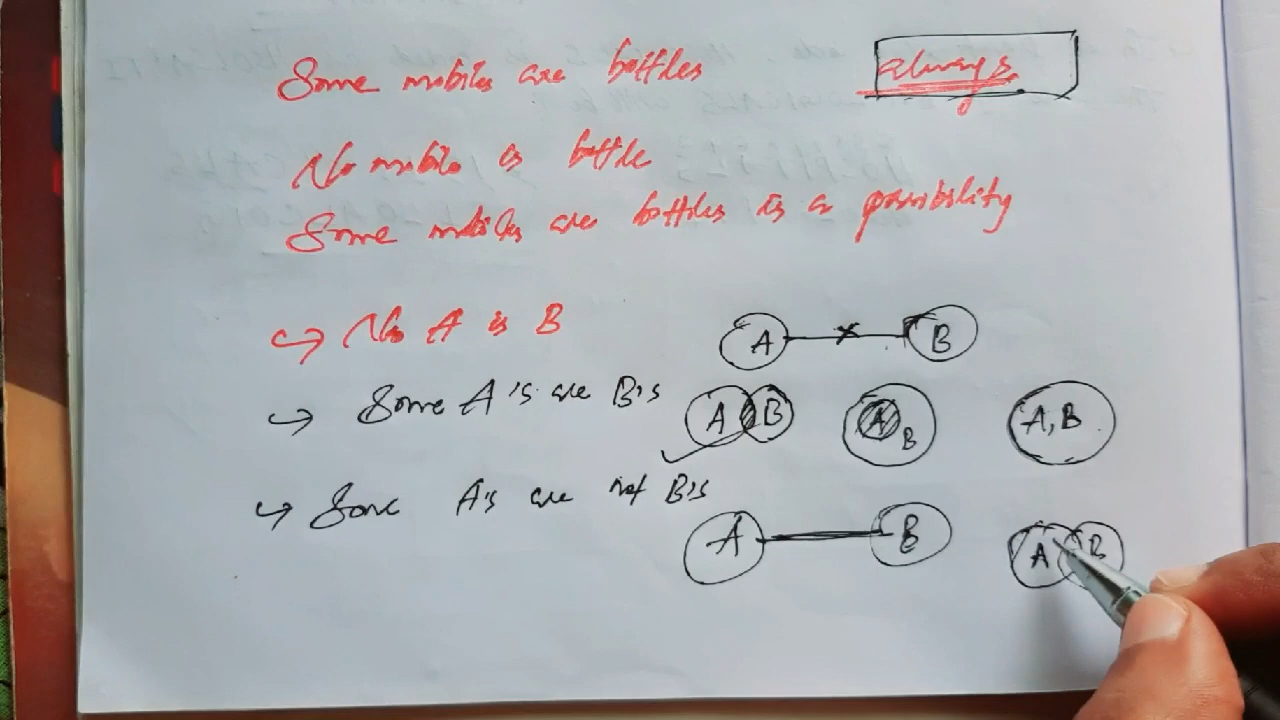 Some mobiles are bottles
always
No mobile is bottle
Some mobiles are bottles is a possibility
↪ No A is B
A B
↪ Some A's are B's
A B
A B
A, B
↪ Some A's are not B's
A B
A B